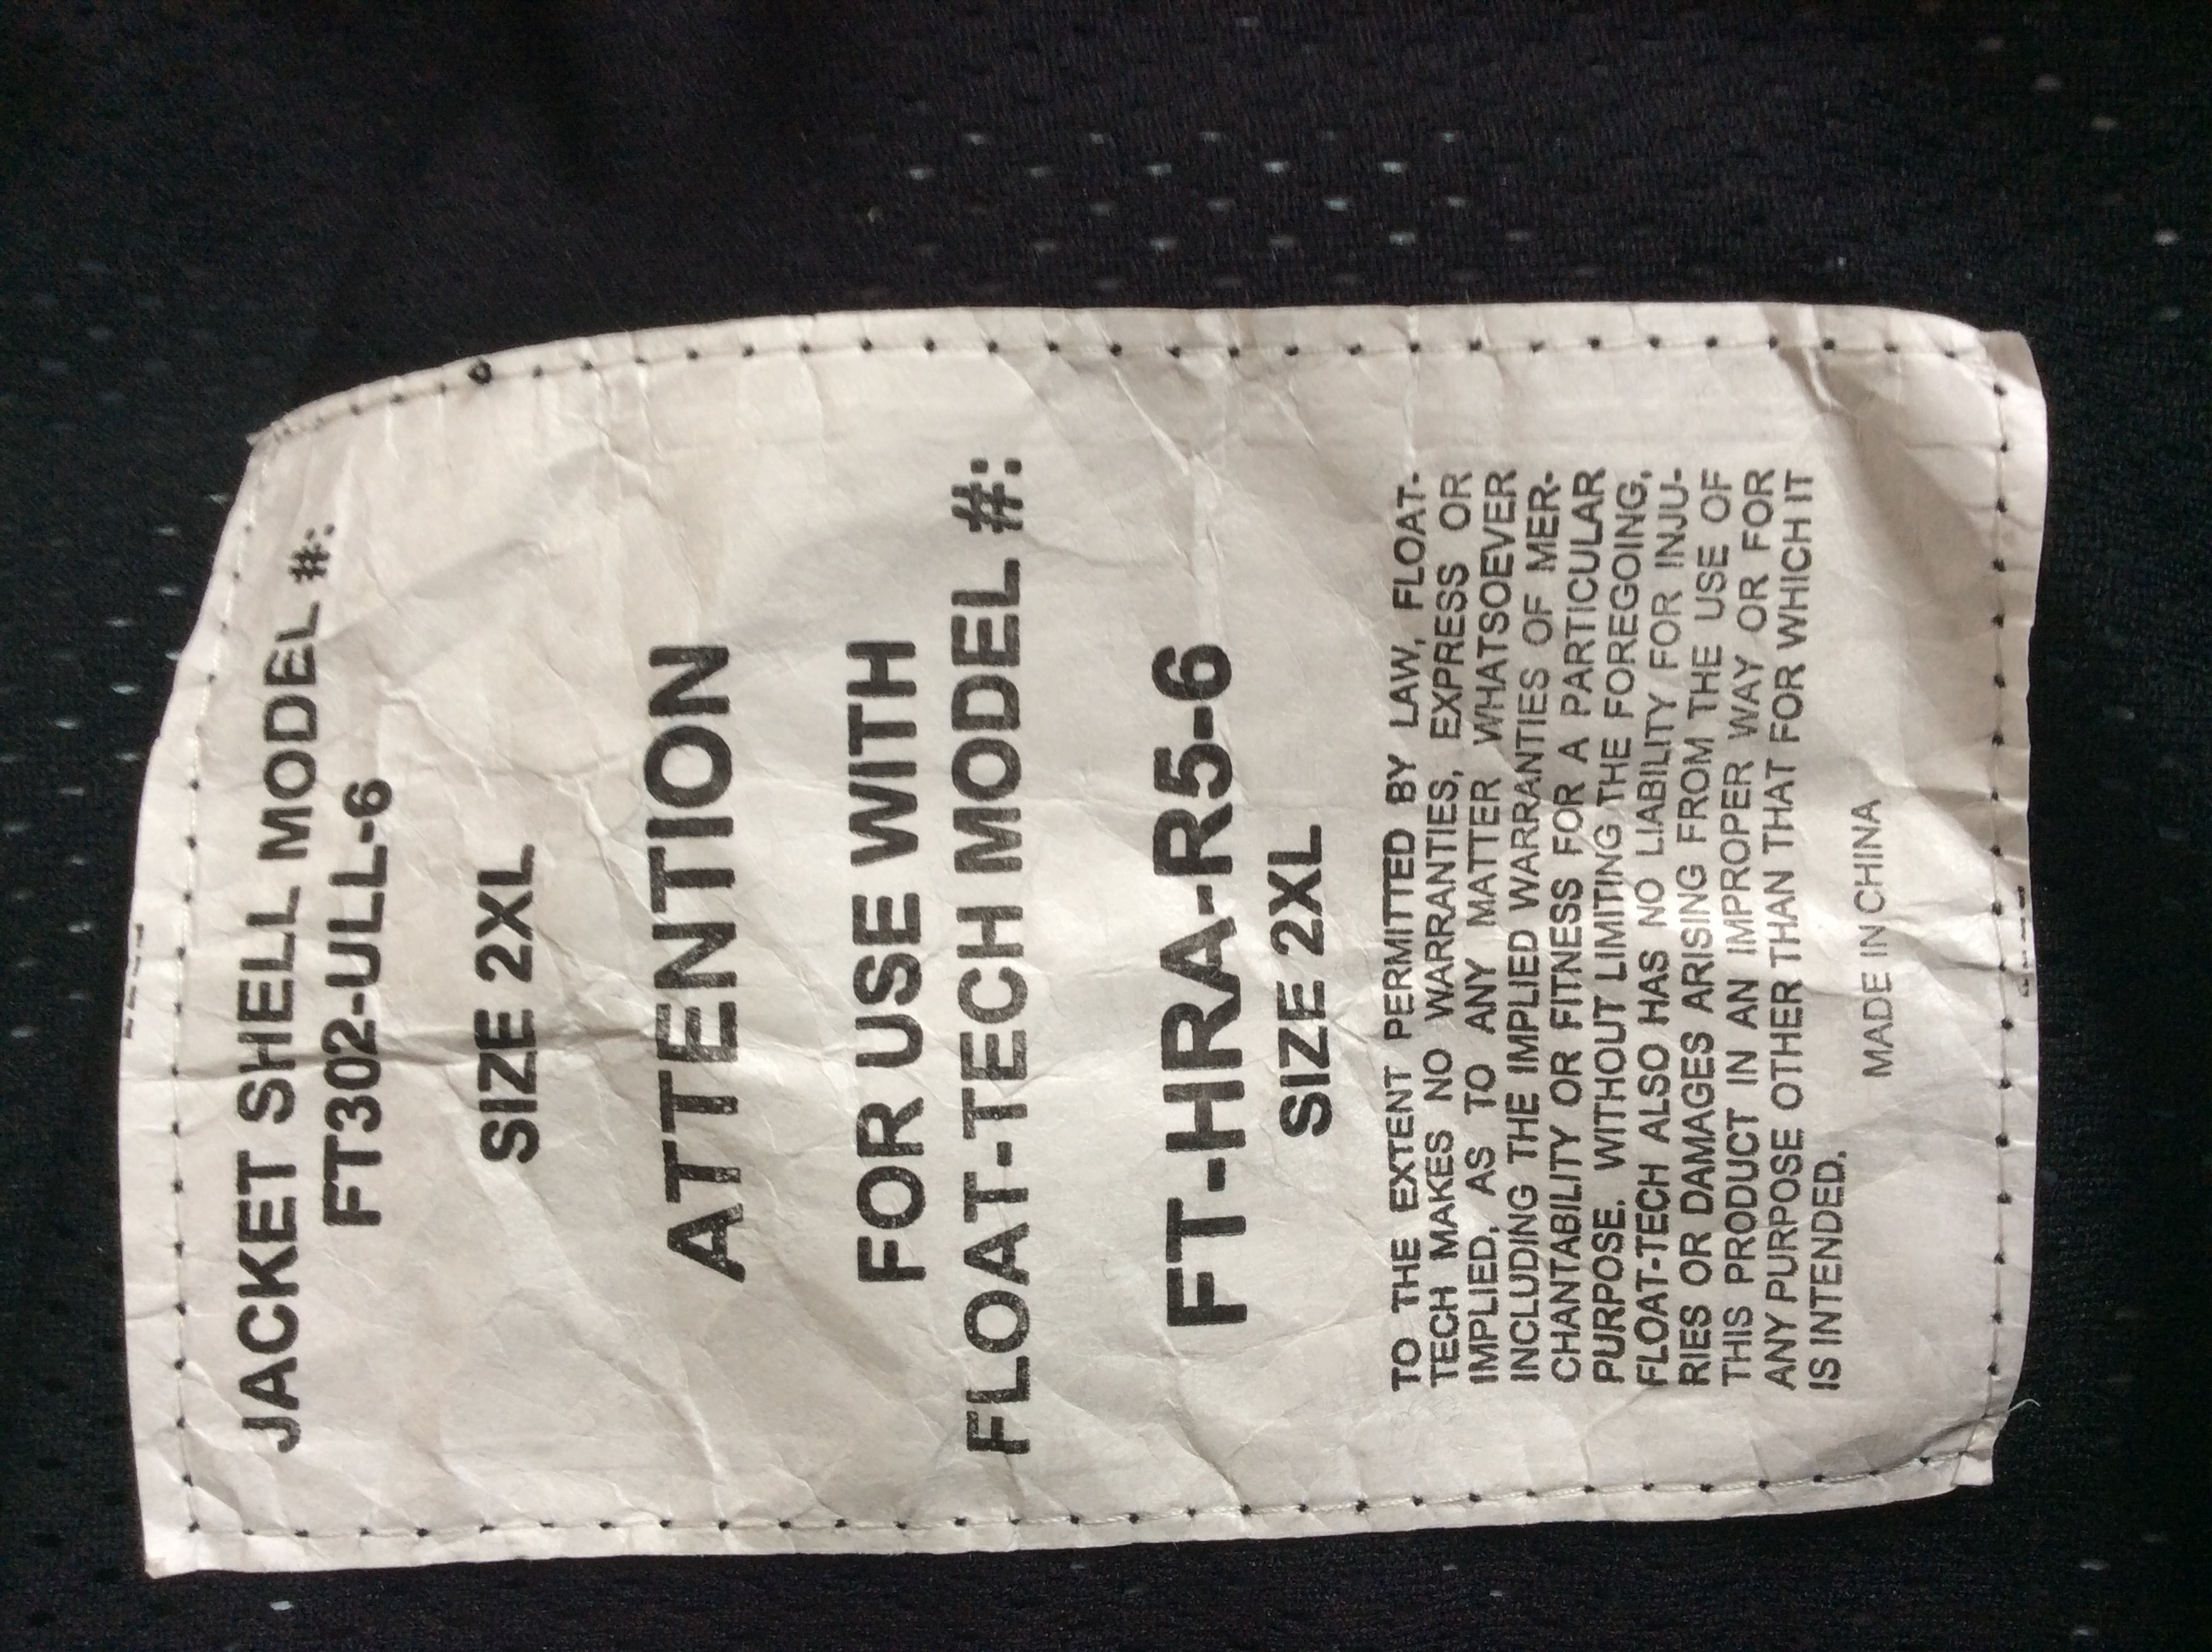 JACKET SHELL MODEL #:
FT302-ULL-6
SIZE 2XL
ATTENTION
FOR USE WITH
FLOAT-TECH MODEL #:
FT-HRA-R5-6
SIZE 2XL
TO THE EXTENT PERMITTED BY LAW, FLOAT-
TECH MAKES NO WARRANTIES, EXPRESS OR
IMPLIED, AS TO ANY MATTER WHATSOEVER
INCLUDING THE IMPLIED WARRANTIES OF MER-
CHANTABILITY OR FITNESS FOR A PARTICULAR
PURPOSE. WITHOUT LIMITING THE FOREGOING,
FLOAT-TECH ALSO HAS NO LIABILITY FOR INJU-
RIES OR DAMAGES ARISING FROM THE USE OF
THIS PRODUCT IN AN IMPROPER WAY OR FOR
ANY PURPOSE OTHER THAN THAT FOR WHICH IT
IS INTENDED.
MADE IN CHINA